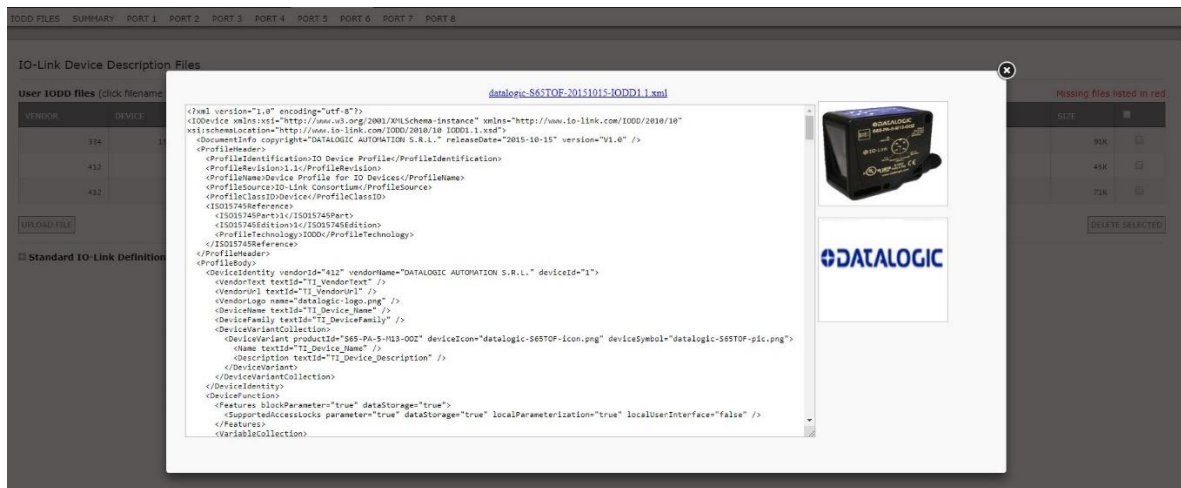 IODD FILES SUMMARY PORT 1 PORT 2 PORT 3 PORT 4 PORT 5 PORT 6 PORT 7 PORT 8
IO-Link Device Description Files
User IODD files (click filename
Missing files listed in red
VENDOR DEVICE SIZE
334 91K
412 45K
412 71K
UPLOAD FILE
DELETE SELECTED
Standard IO-Link Definition
datalogic-S65TOF-20151015-IODD1.1.xml
<?xml version="1.0" encoding="utf-8"?>
<IODevice xmlns:xsi="http://www.w3.org/2001/XMLSchema-instance" xmlns="http://www.io-link.com/IODD/2010/10"
xsi:schemaLocation="http://www.io-link.com/IODD/2010/10 IODD1.1.xsd">
<DocumentInfo copyright="DATALOGIC AUTOMATION S.R.L." releaseDate="2015-10-15" version="V1.0" />
<ProfileHeader>
<ProfileIdentification>IO Device Profile</ProfileIdentification>
<ProfileRevision>1.1</ProfileRevision>
<ProfileName>Device Profile for IO Devices</ProfileName>
<ProfileSource>IO-Link Consortium</ProfileSource>
<ProfileClassID>Device</ProfileClassID>
<ISO15745Reference>
<ISO15745Part>1</ISO15745Part>
<ISO15745Edition>1</ISO15745Edition>
<ProfileTechnology>IODD</ProfileTechnology>
</ISO15745Reference>
</ProfileHeader>
<ProfileBody>
<DeviceIdentity vendorId="412" vendorName="DATALOGIC AUTOMATION S.R.L." deviceId="1">
<VendorText textId="TI_VendorText" />
<VendorUrl textId="TI_VendorUrl" />
<VendorLogo name="datalogic-logo.png" />
<DeviceName textId="TI_Device_Name" />
<DeviceFamily textId="TI_DeviceFamily" />
<DeviceVariantCollection>
<DeviceVariant productId="S65-PA-5-M13-OOZ" deviceIcon="datalogic-S65TOF-icon.png" deviceSymbol="datalogic-S65TOF-pic.png">
<Name textId="TI_Device_Name" />
<Description textId="TI_Device_Description" />
</DeviceVariant>
</DeviceVariantCollection>
</DeviceIdentity>
<DeviceFunction>
<Features blockParameter="true" dataStorage="true">
<SupportedAccessLocks parameter="true" dataStorage="true" localParameterization="true" localUserInterface="false" />
</Features>
<VariableCollection>
DATALOGIC
S65-PA-5-M13-OOZ
IO-Link
DATALOGIC